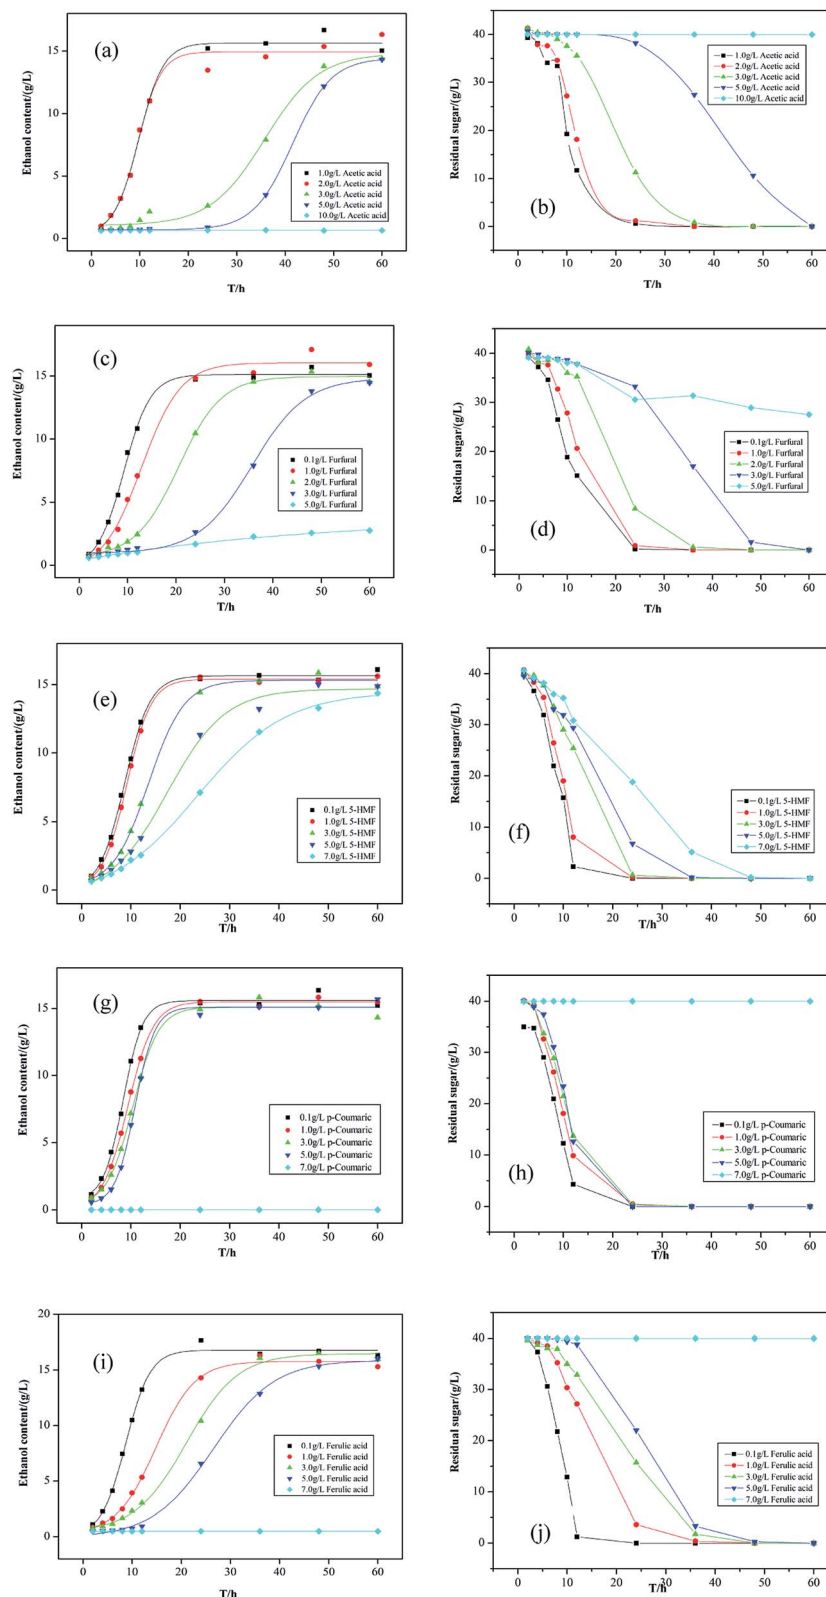 (a)
Ethanol content/(g/L)
15
10
5
0
1.0g/L Acetic acid
2.0g/L Acetic acid
3.0g/L Acetic acid
5.0g/L Acetic acid
10.0g/L Acetic acid
0 10 20 30 40 50 60
T/h
(b)
Residual sugar/(g/L)
40
30
20
10
0
1.0g/L Acetic acid
2.0g/L Acetic acid
3.0g/L Acetic acid
5.0g/L Acetic acid
10.0g/L Acetic acid
0 10 20 30 40 50 60
T/h
(c)
Ethanol content/(g/L)
15
10
5
0
0.1g/L Furfural
1.0g/L Furfural
2.0g/L Furfural
3.0g/L Furfural
5.0g/L Furfural
0 10 20 30 40 50 60
T/h
(d)
Residual sugar/(g/L)
40
30
20
10
0
0.1g/L Furfural
1.0g/L Furfural
2.0g/L Furfural
3.0g/L Furfural
5.0g/L Furfural
0 10 20 30 40 50 60
T/h
(e)
Ethanol content/(g/L)
15
10
5
0
0.1g/L 5-HMF
1.0g/L 5-HMF
3.0g/L 5-HMF
5.0g/L 5-HMF
7.0g/L 5-HMF
0 10 20 30 40 50 60
T/h
(f)
Residual sugar/(g/L)
40
30
20
10
0
0.1g/L 5-HMF
1.0g/L 5-HMF
3.0g/L 5-HMF
5.0g/L 5-HMF
7.0g/L 5-HMF
0 10 20 30 40 50 60
T/h
(g)
Ethanol content/(g/L)
15
10
5
0
0.1g/L p-Coumaric
1.0g/L p-Coumaric
3.0g/L p-Coumaric
5.0g/L p-Coumaric
7.0g/L p-Coumaric
0 10 20 30 40 50 60
T/h
(h)
Residual sugar/(g/L)
40
30
20
10
0
0.1g/L p-Coumaric
1.0g/L p-Coumaric
3.0g/L p-Coumaric
5.0g/L p-Coumaric
7.0g/L p-Coumaric
0 10 20 30 40 50 60
T/h
(i)
Ethanol content/(g/L)
20
15
10
5
0
0.1g/L Ferulic acid
1.0g/L Ferulic acid
3.0g/L Ferulic acid
5.0g/L Ferulic acid
7.0g/L Ferulic acid
0 10 20 30 40 50 60
T/h
(j)
Residual sugar/(g/L)
40
30
20
10
0
0.1g/L Ferulic acid
1.0g/L Ferulic acid
3.0g/L Ferulic acid
5.0g/L Ferulic acid
7.0g/L Ferulic acid
0 10 20 30 40 50 60
T/h